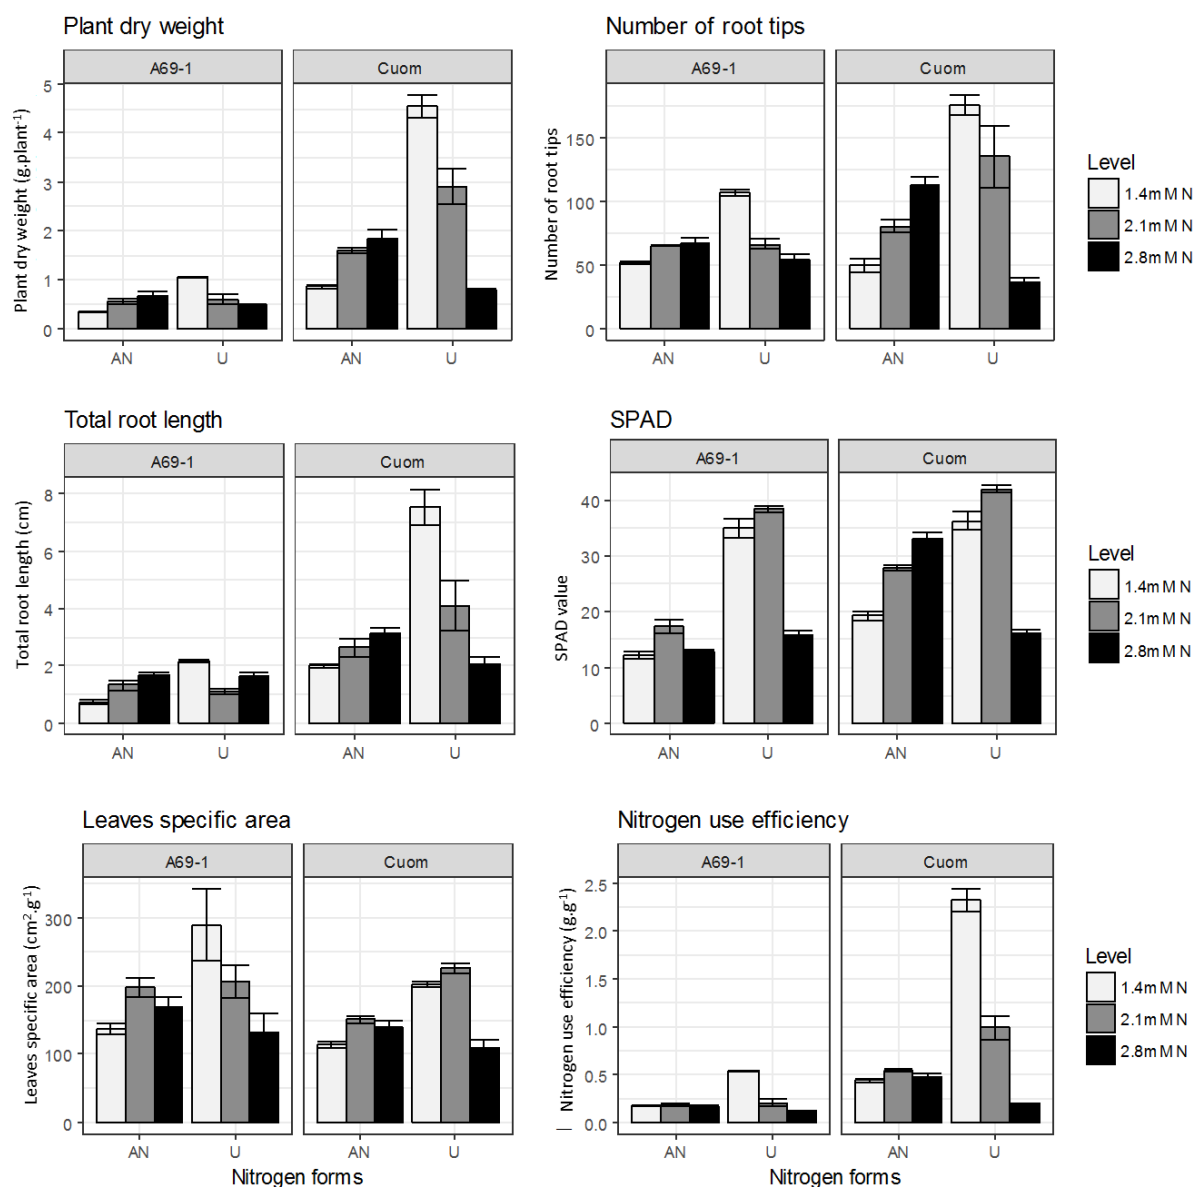 Plant dry weight
A69-1
Cuom
Plant dry weight (g.plant⁻¹)
5
4
3
2
1
0
AN
U
AN
U
Number of root tips
A69-1
Cuom
Number of root tips
150
100
50
0
AN
U
AN
U
Level
1.4mM N
2.1mM N
2.8mM N
Total root length
A69-1
Cuom
Total root length (cm)
8
6
4
2
0
AN
U
AN
U
SPAD
A69-1
Cuom
SPAD value
40
30
20
10
0
AN
U
AN
U
Level
1.4mM N
2.1mM N
2.8mM N
Leaves specific area
A69-1
Cuom
Leaves specific area (cm².g⁻¹)
300
200
100
0
AN
U
AN
U
Nitrogen forms
Nitrogen use efficiency
A69-1
Cuom
Nitrogen use efficiency (g.g⁻¹)
2.5
2.0
1.5
1.0
0.5
0.0
AN
U
AN
U
Nitrogen forms
Level
1.4mM N
2.1mM N
2.8mM N